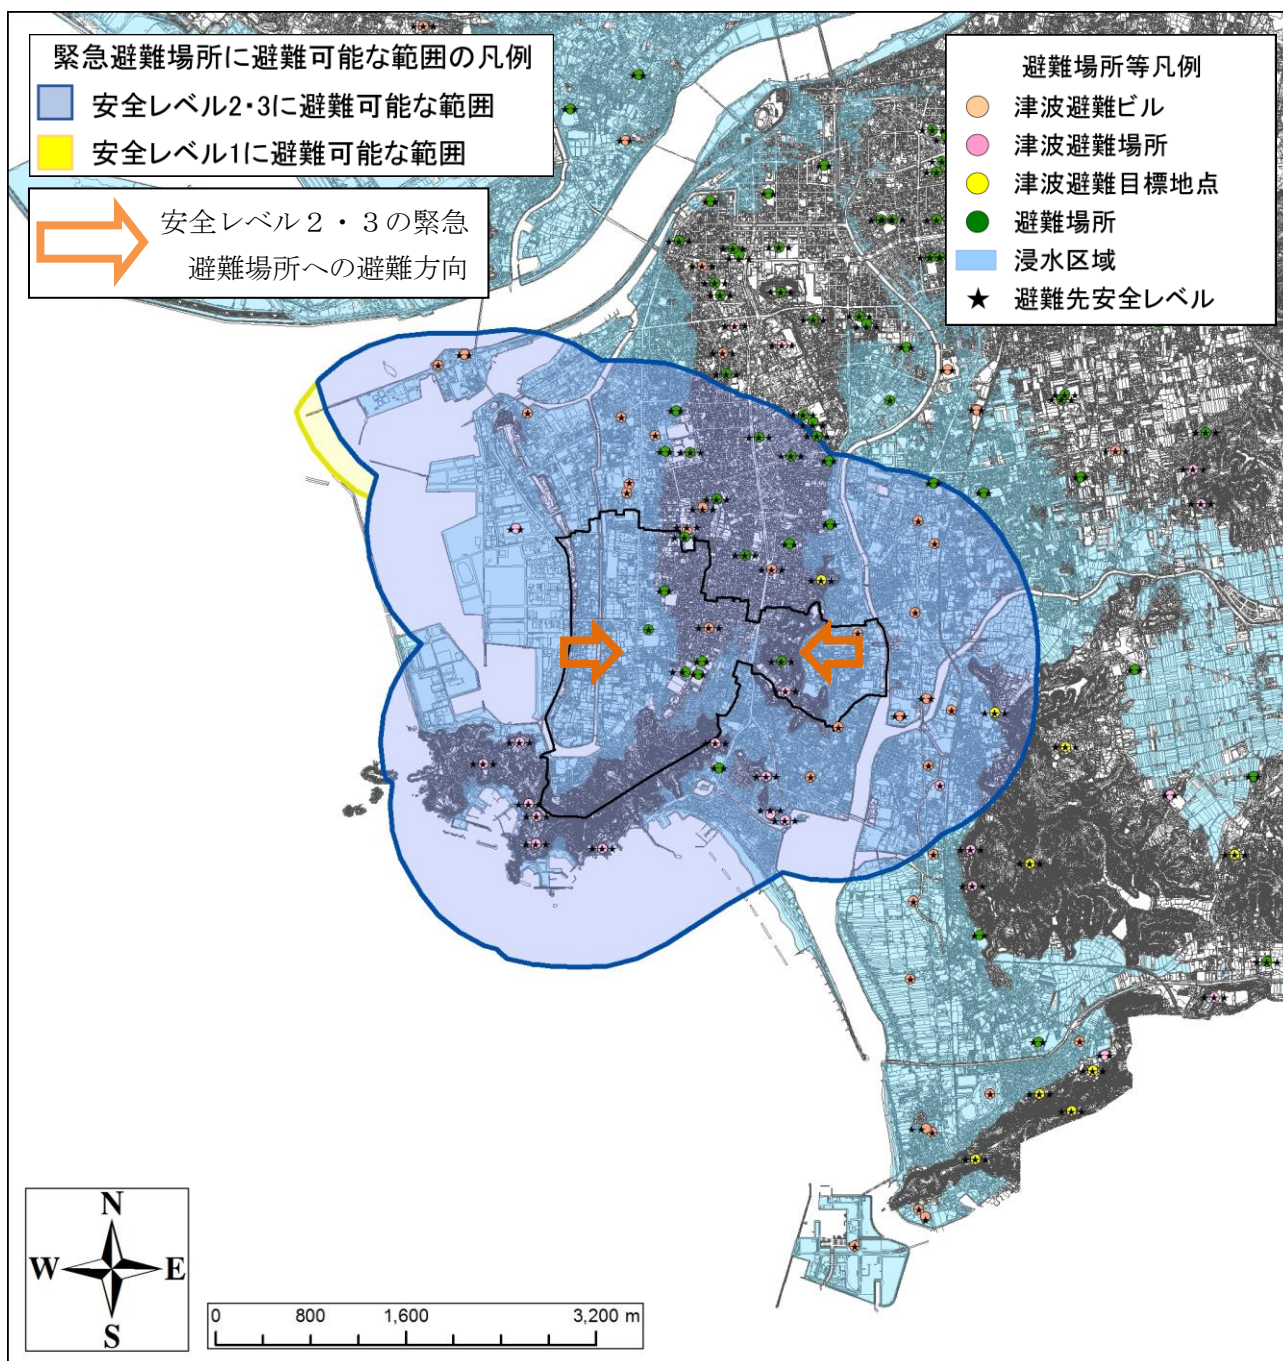 緊急避難場所に避難可能な範囲の凡例
安全レベル2・3に避難可能な範囲
安全レベル1に避難可能な範囲
安全レベル２・３の緊急
避難場所への避難方向
避難場所等凡例
津波避難ビル
津波避難場所
津波避難目標地点
避難場所
浸水区域
避難先安全レベル
N
W E
S
0 800 1,600 3,200 m